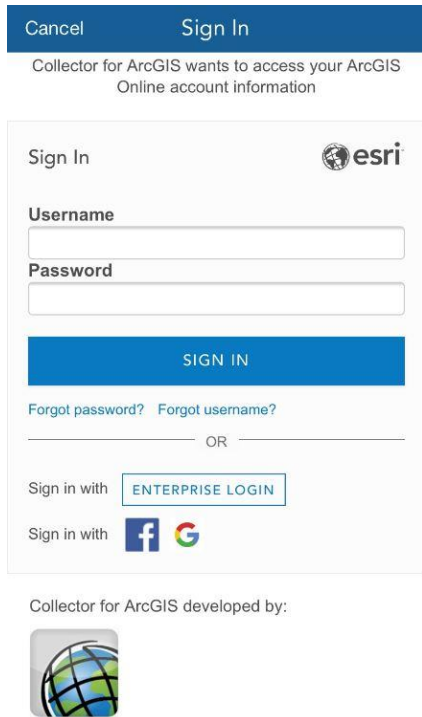 Cancel Sign In
Collector for ArcGIS wants to access your ArcGIS
Online account information
Sign In
esri
Username
Password
SIGN IN
Forgot password? Forgot username?
OR
Sign in with ENTERPRISE LOGIN
Sign in with f G
Collector for ArcGIS developed by: